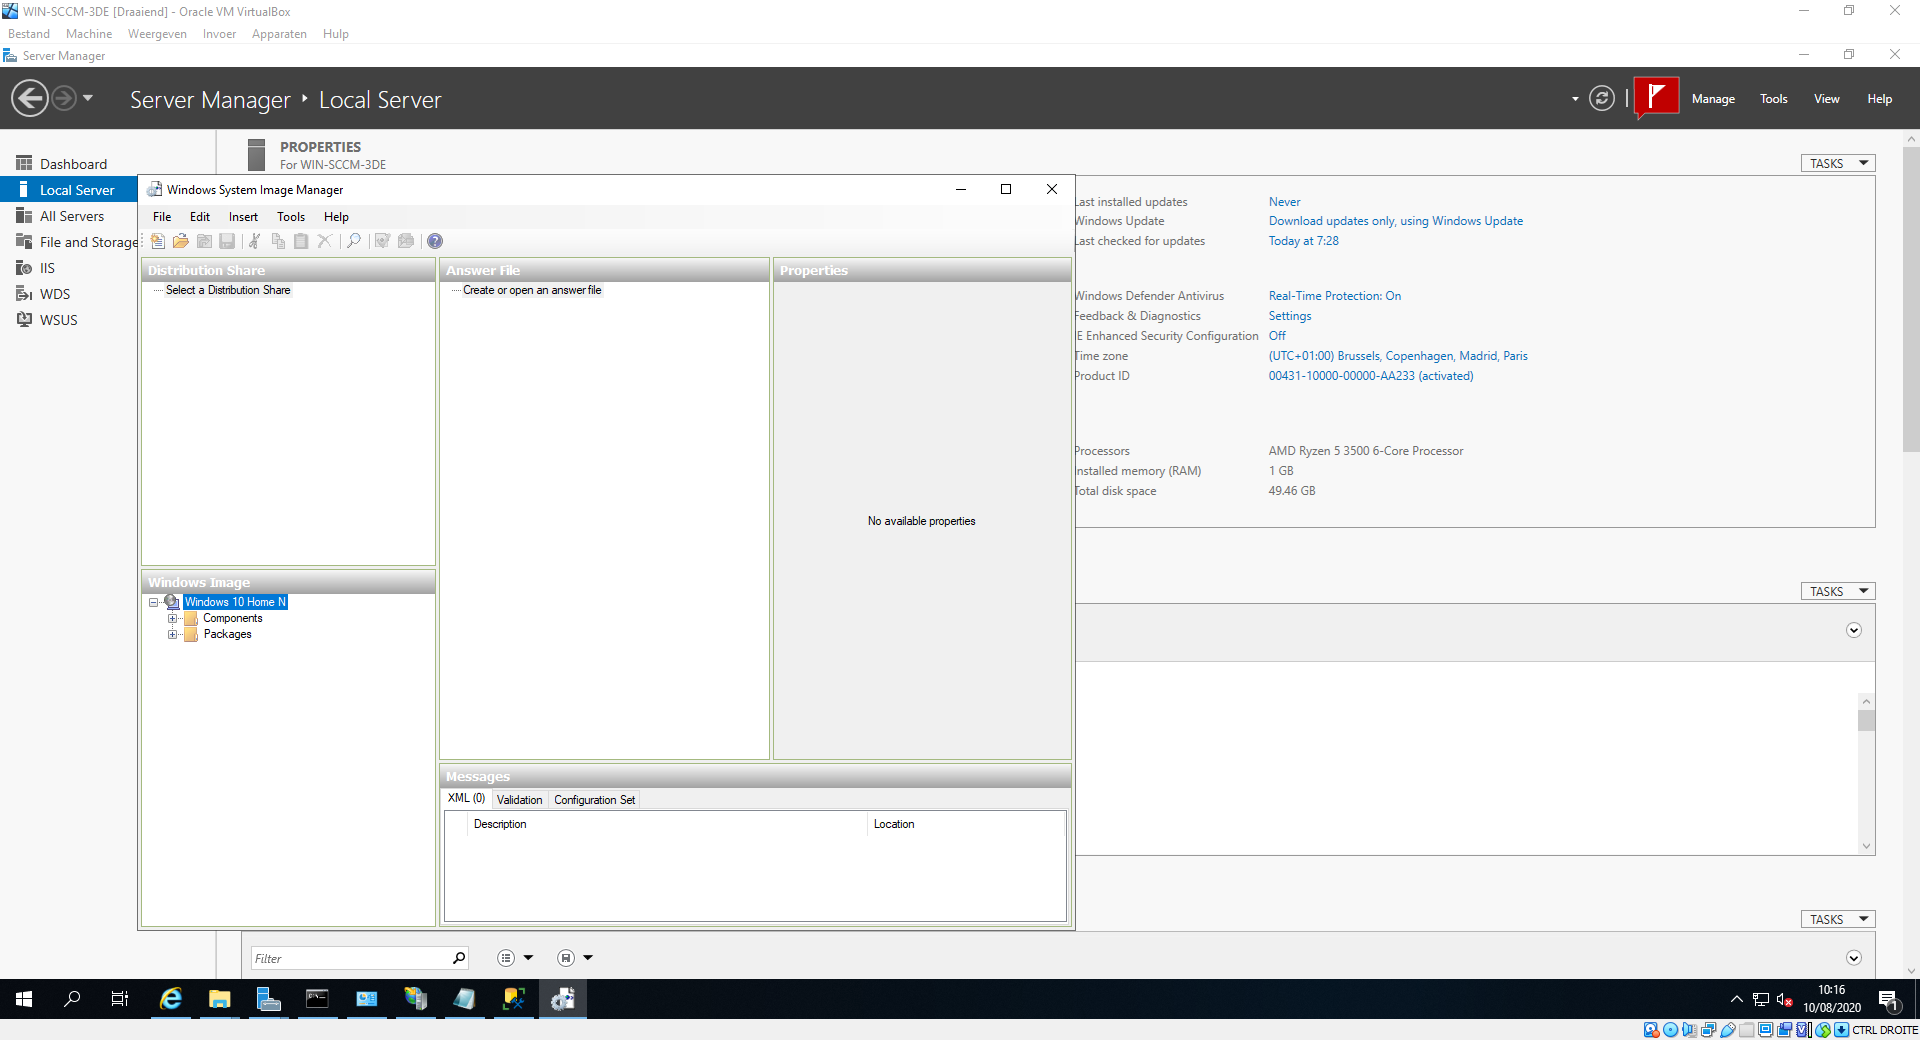 WIN-SCCM-3DE [Draaiend] - Oracle VM VirtualBox
Bestand Machine Weergeven Invoer Apparaten Hulp
Server Manager
Server Manager ‣ Local Server
Manage Tools View Help
Dashboard
Local Server
All Servers
File and Storage
IIS
WDS
WSUS
PROPERTIES
For WIN-SCCM-3DE
TASKS
Windows System Image Manager
File Edit Insert Tools Help
Distribution Share
Select a Distribution Share
Answer File
Create or open an answer file
Properties
No available properties
Windows Image
Windows 10 Home N
Components
Packages
Messages
XML (0) Validation Configuration Set
Description Location
Last installed updates Never
Windows Update Download updates only, using Windows Update
Last checked for updates Today at 7:28
Windows Defender Antivirus Real-Time Protection: On
Feedback & Diagnostics Settings
IE Enhanced Security Configuration Off
Time zone (UTC+01:00) Brussels, Copenhagen, Madrid, Paris
Product ID 00431-10000-00000-AA233 (activated)
Processors AMD Ryzen 5 3500 6-Core Processor
Installed memory (RAM) 1 GB
Total disk space 49.46 GB
TASKS
TASKS
Filter
10:16
10/08/2020
1
CTRL DROITE